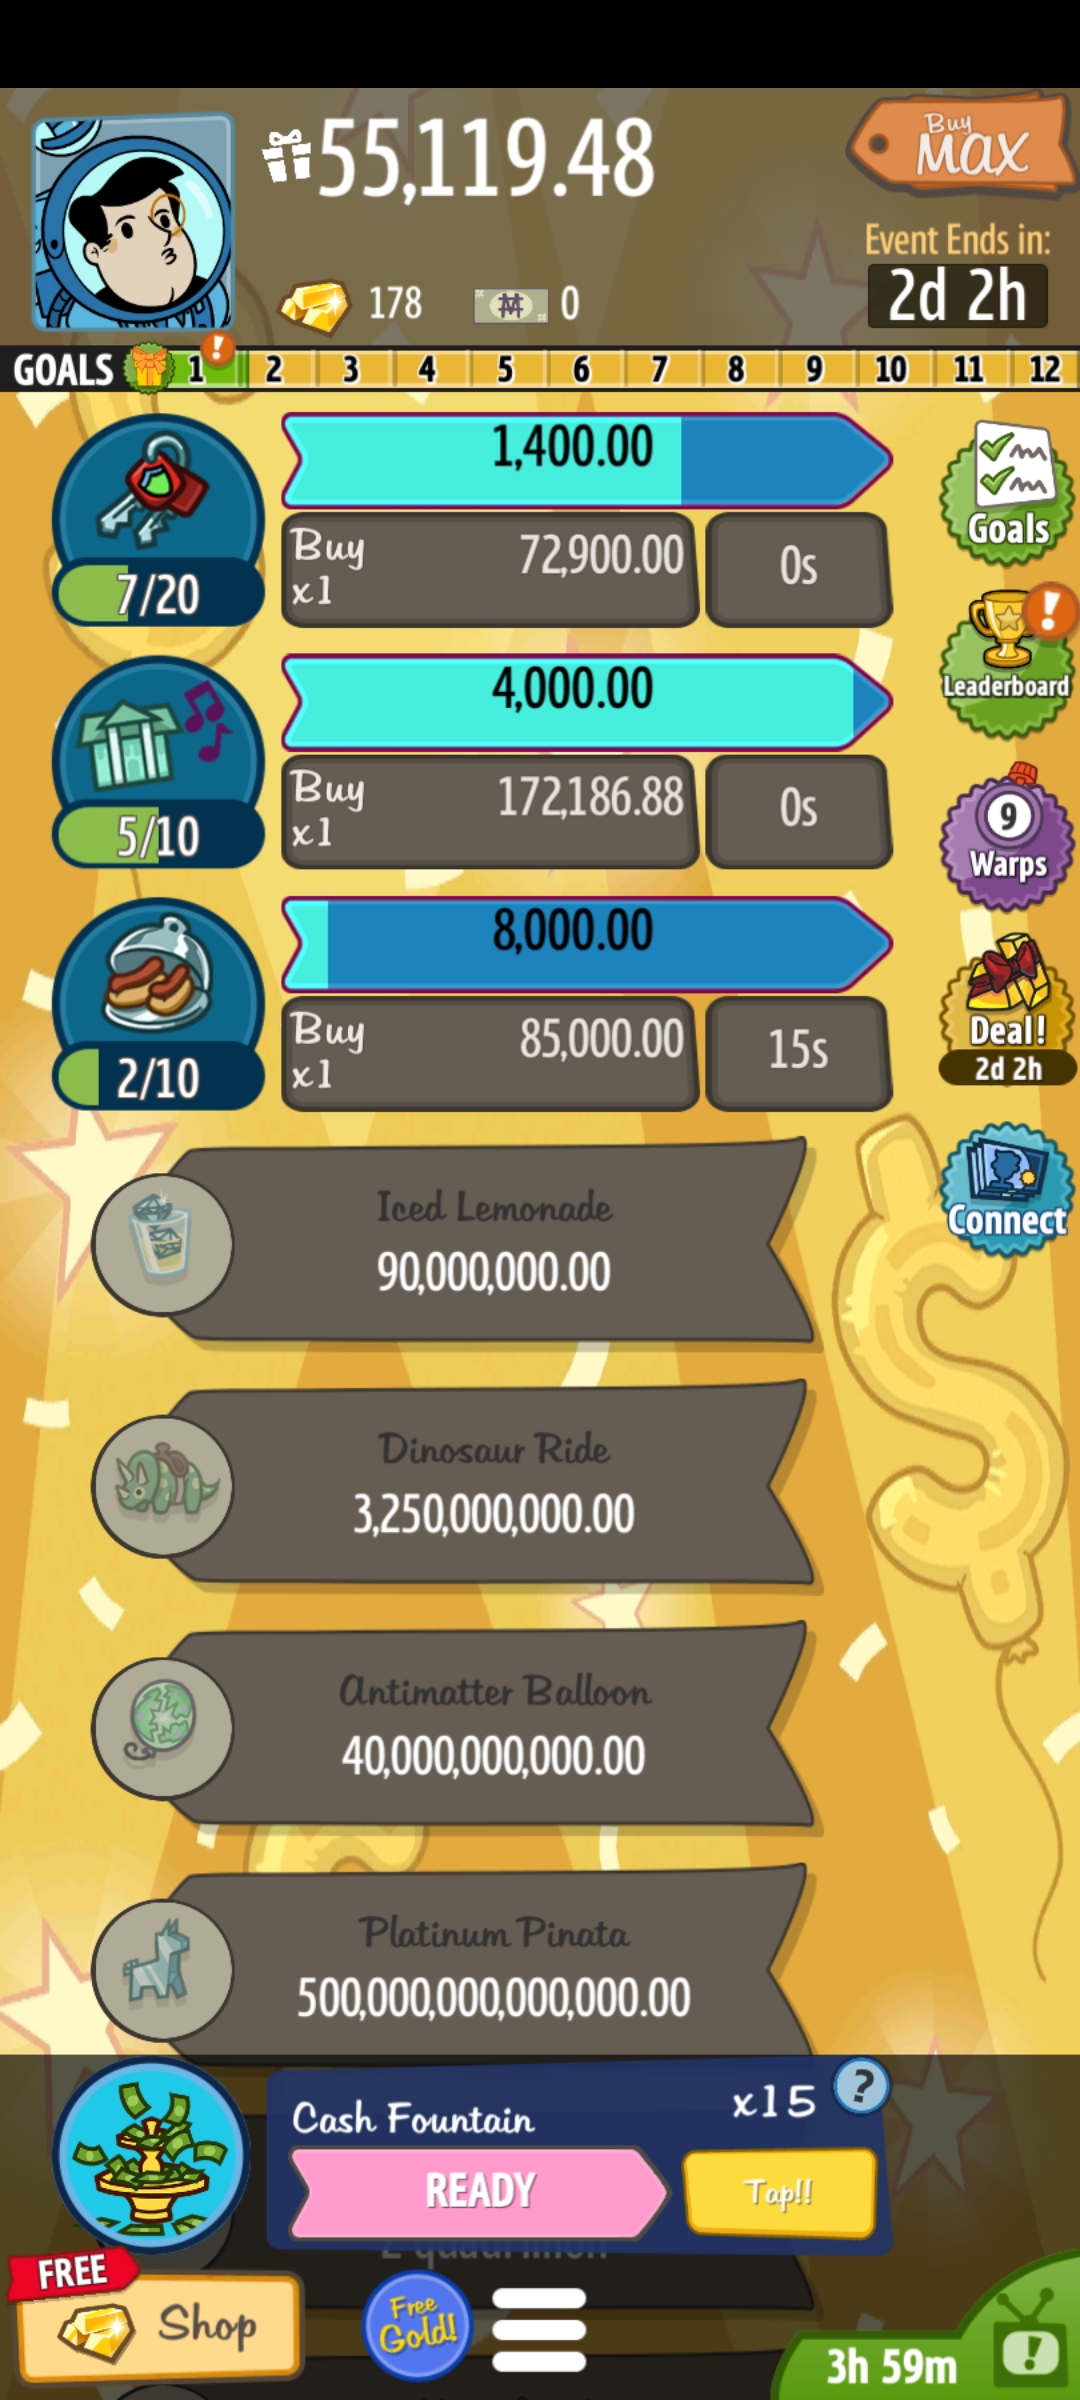 55,119.48
Buy
MAX
178
0
Event Ends in:
2d 2h
GOALS 1 ! 2 3 4 5 6 7 8 9 10 11 12
1,400.00
7/20
Buy
x1
72,900.00
0s
Goals
4,000.00
5/10
Buy
x1
172,186.88
0s
!
Leaderboard
9
Warps
8,000.00
2/10
Buy
x1
85,000.00
15s
Deal!
2d 2h
Connect
Iced Lemonade
90,000,000.00
Dinosaur Ride
3,250,000,000.00
Antimatter Balloon
40,000,000,000.00
Platinum Pinata
500,000,000,000,000.00
Cash Fountain
x15
?
READY
Tap!!
FREE
Shop
Free
Gold!
3h 59m
!